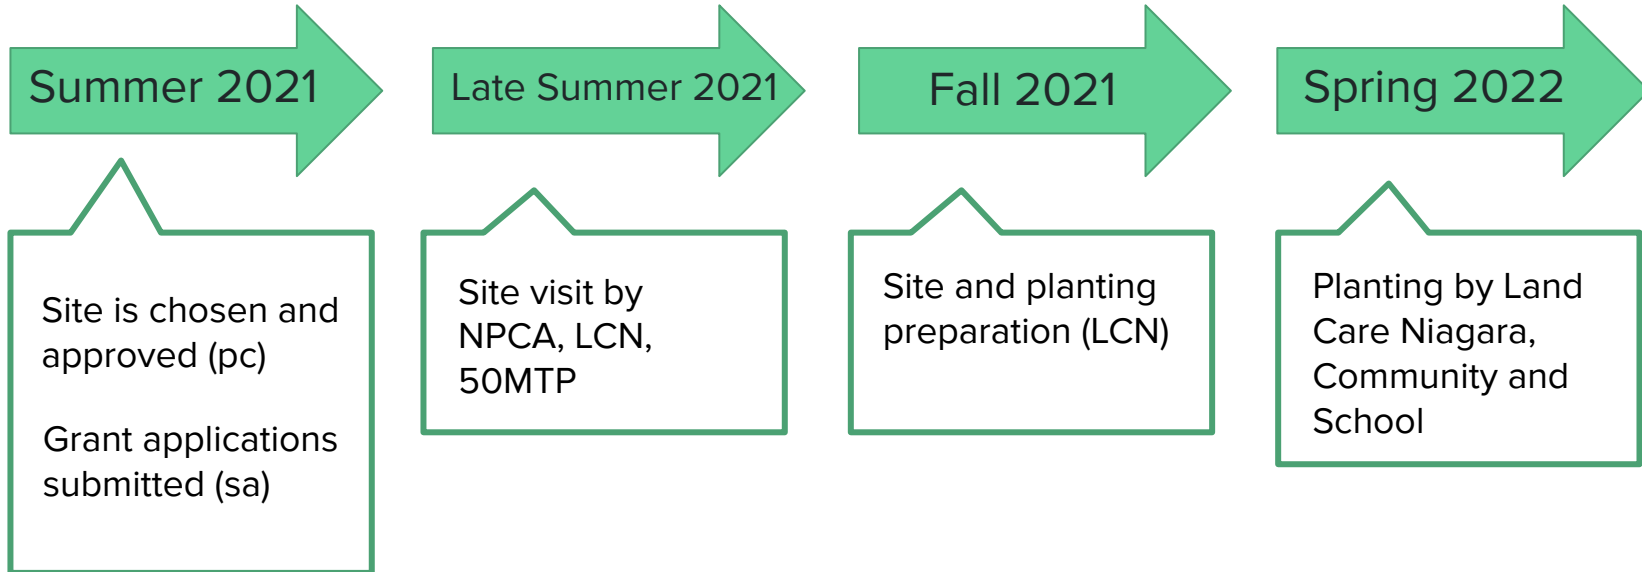 Summer 2021
Late Summer 2021
Fall 2021
Spring 2022
Site is chosen and
approved (pc)
Grant applications
submitted (sa)
Site visit by
NPCA, LCN,
50MTP
Site and planting
preparation (LCN)
Planting by Land
Care Niagara,
Community and
School